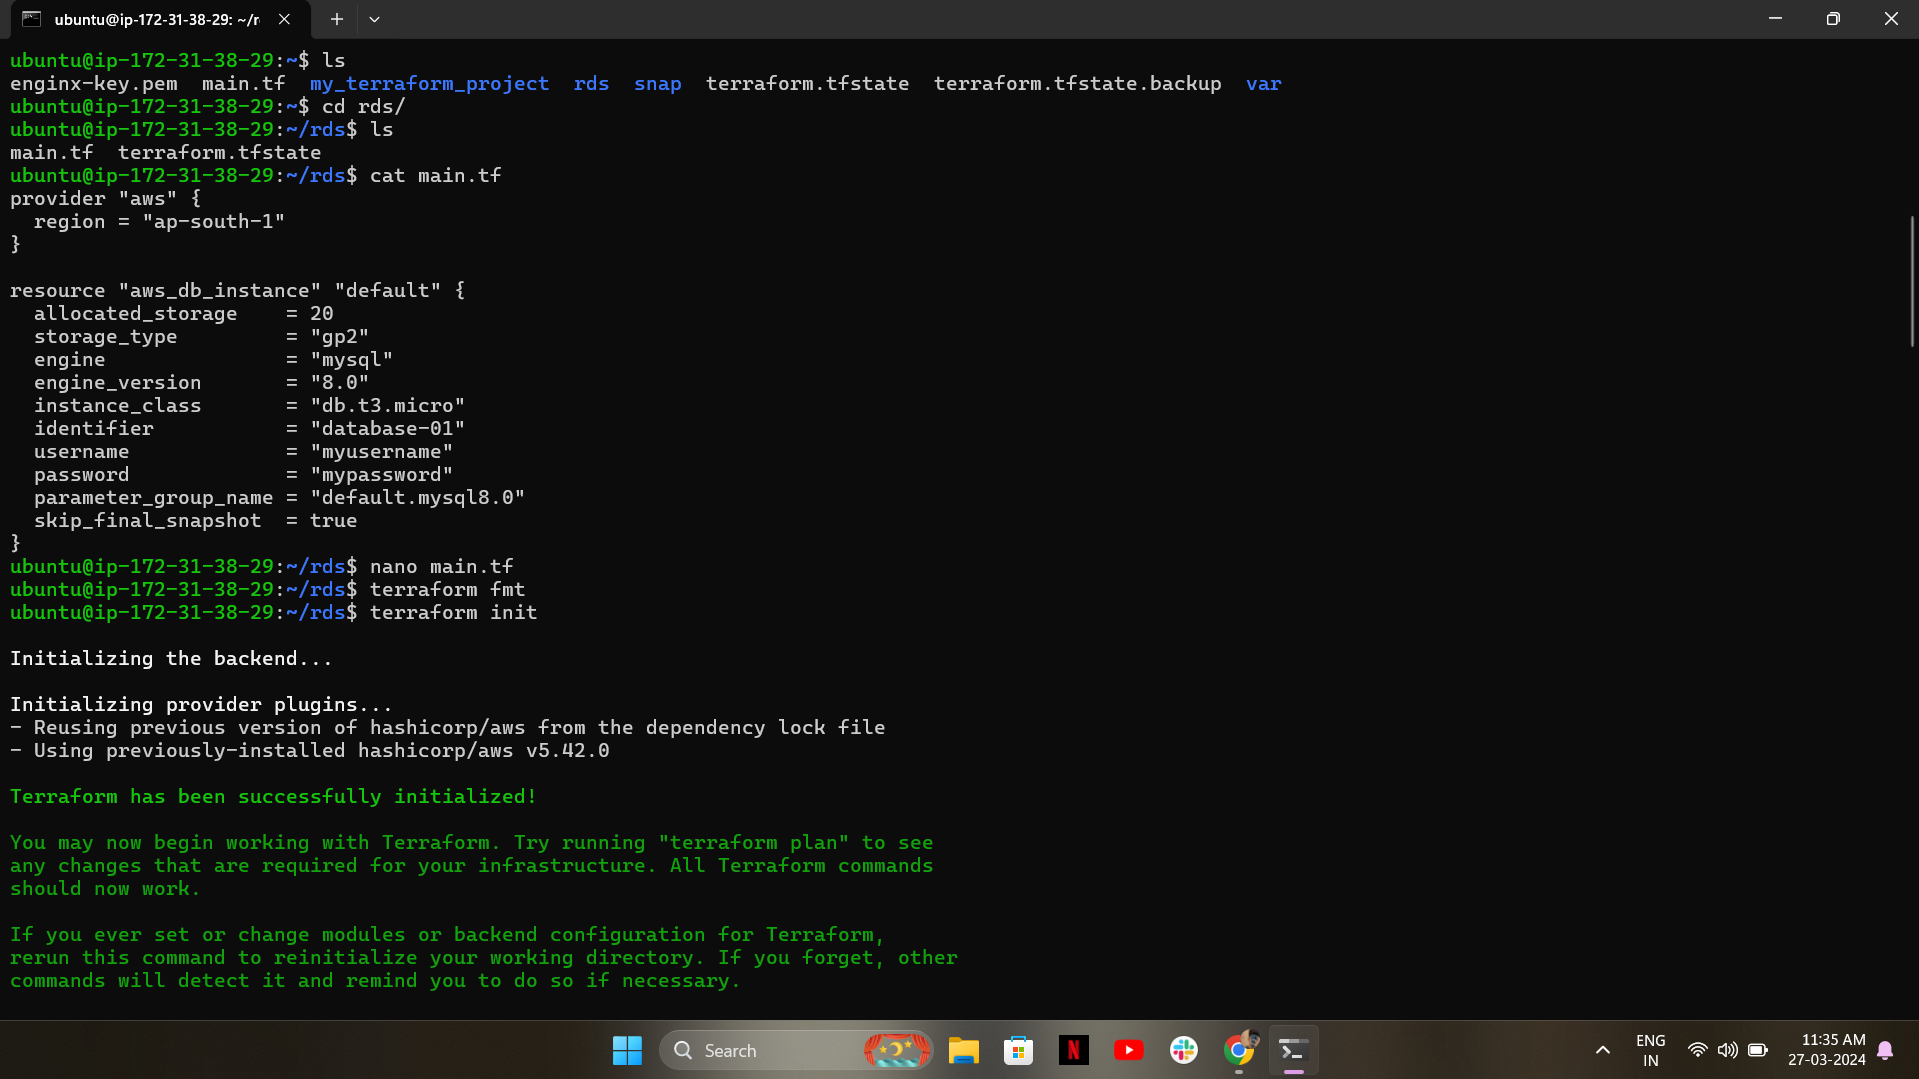 ubuntu@ip-172-31-38-29: ~/r
ubuntu@ip-172-31-38-29:~$ ls
enginx-key.pem  main.tf  my_terraform_project  rds  snap  terraform.tfstate  terraform.tfstate.backup  var
ubuntu@ip-172-31-38-29:~$ cd rds/
ubuntu@ip-172-31-38-29:~/rds$ ls
main.tf  terraform.tfstate
ubuntu@ip-172-31-38-29:~/rds$ cat main.tf
provider "aws" {
  region = "ap-south-1"
}
resource "aws_db_instance" "default" {
  allocated_storage    = 20
  storage_type         = "gp2"
  engine               = "mysql"
  engine_version       = "8.0"
  instance_class       = "db.t3.micro"
  identifier           = "database-01"
  username             = "myusername"
  password             = "mypassword"
  parameter_group_name = "default.mysql8.0"
  skip_final_snapshot  = true
}
ubuntu@ip-172-31-38-29:~/rds$ nano main.tf
ubuntu@ip-172-31-38-29:~/rds$ terraform fmt
ubuntu@ip-172-31-38-29:~/rds$ terraform init
Initializing the backend...
Initializing provider plugins...
- Reusing previous version of hashicorp/aws from the dependency lock file
- Using previously-installed hashicorp/aws v5.42.0
Terraform has been successfully initialized!
You may now begin working with Terraform. Try running "terraform plan" to see
any changes that are required for your infrastructure. All Terraform commands
should now work.
If you ever set or change modules or backend configuration for Terraform,
rerun this command to reinitialize your working directory. If you forget, other
commands will detect it and remind you to do so if necessary.
Search
N
ENG
IN
11:35 AM
27-03-2024